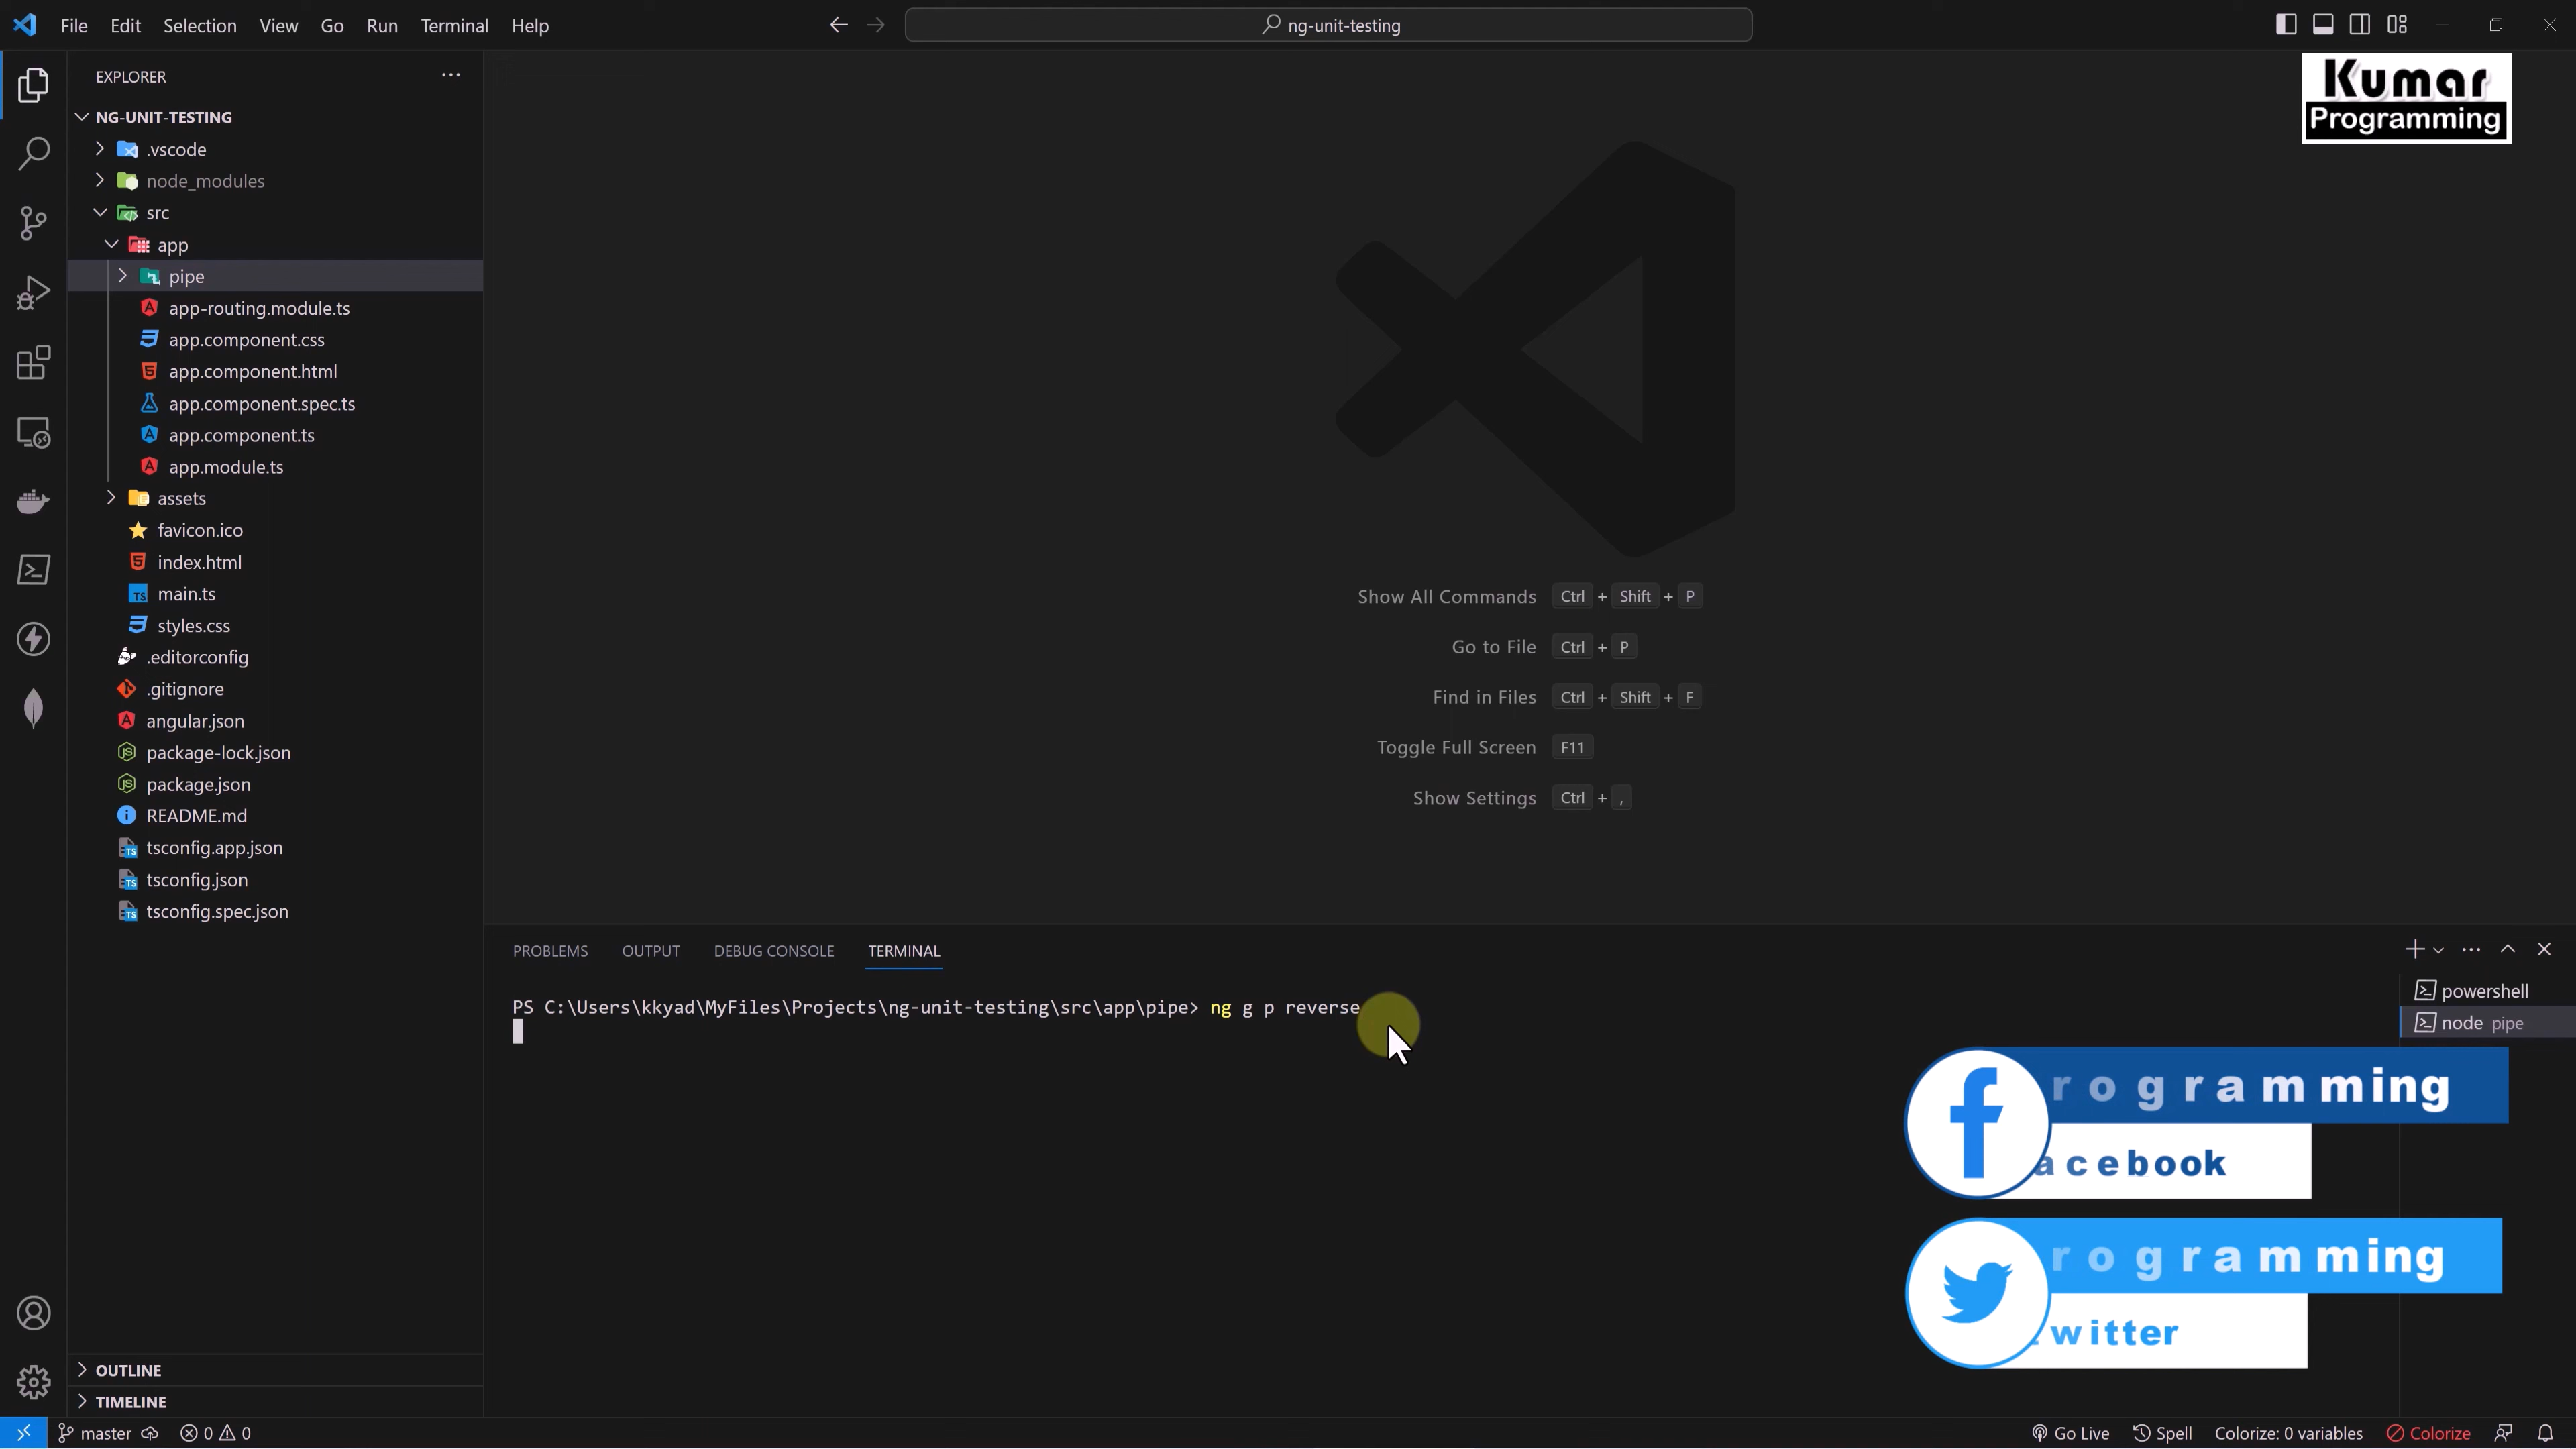 File Edit Selection View Go Run Terminal Help
ng-unit-testing
Kumar
Programming
EXPLORER
NG-UNIT-TESTING
.vscode
node_modules
src
app
pipe
app-routing.module.ts
app.component.css
app.component.html
app.component.spec.ts
app.component.ts
app.module.ts
assets
favicon.ico
index.html
main.ts
styles.css
.editorconfig
.gitignore
angular.json
package-lock.json
package.json
README.md
tsconfig.app.json
tsconfig.json
tsconfig.spec.json
OUTLINE
TIMELINE
Show All Commands Ctrl + Shift + P
Go to File Ctrl + P
Find in Files Ctrl + Shift + F
Toggle Full Screen F11
Show Settings Ctrl + ,
PROBLEMS OUTPUT DEBUG CONSOLE TERMINAL
PS C:\Users\kkyad\MyFiles\Projects\ng-unit-testing\src\app\pipe> ng g p reverse
powershell
node pipe
rogramming
acebook
rogramming
witter
master 0 0
Go Live Spell Colorize: 0 variables Colorize